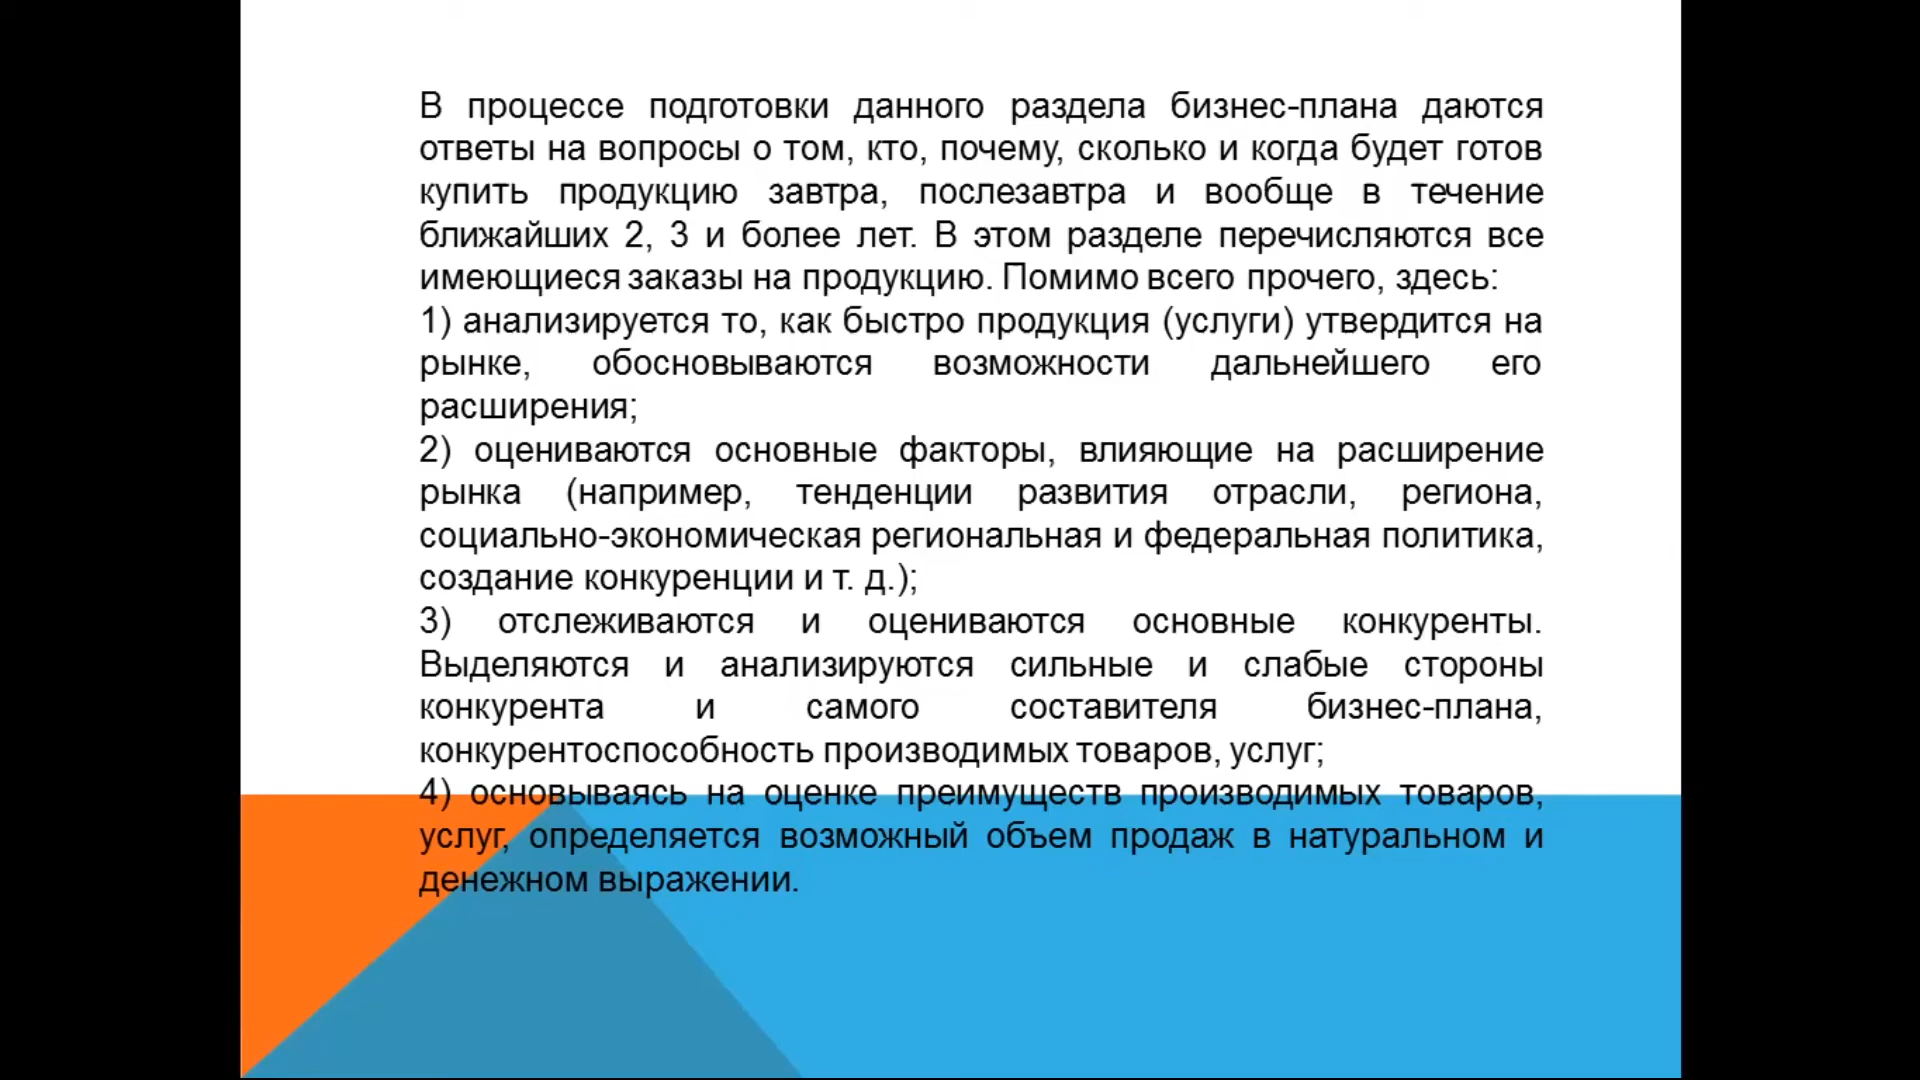 В процессе подготовки данного раздела бизнес-плана даются
ответы на вопросы о том, кто, почему, сколько и когда будет готов
купить продукцию завтра, послезавтра и вообще в течение
ближайших 2, 3 и более лет. В этом разделе перечисляются все
имеющиеся заказы на продукцию. Помимо всего прочего, здесь:
1) анализируется то, как быстро продукция (услуги) утвердится на
рынке, обосновываются возможности дальнейшего его
расширения;
2) оцениваются основные факторы, влияющие на расширение
рынка (например, тенденции развития отрасли, региона,
социально-экономическая региональная и федеральная политика,
создание конкуренции и т. д.);
3) отслеживаются и оцениваются основные конкуренты.
Выделяются и анализируются сильные и слабые стороны
конкурента и самого составителя бизнес-плана,
конкурентоспособность производимых товаров, услуг;
4) основываясь на оценке преимуществ производимых товаров,
услуг, определяется возможный объем продаж в натуральном и
денежном выражении.